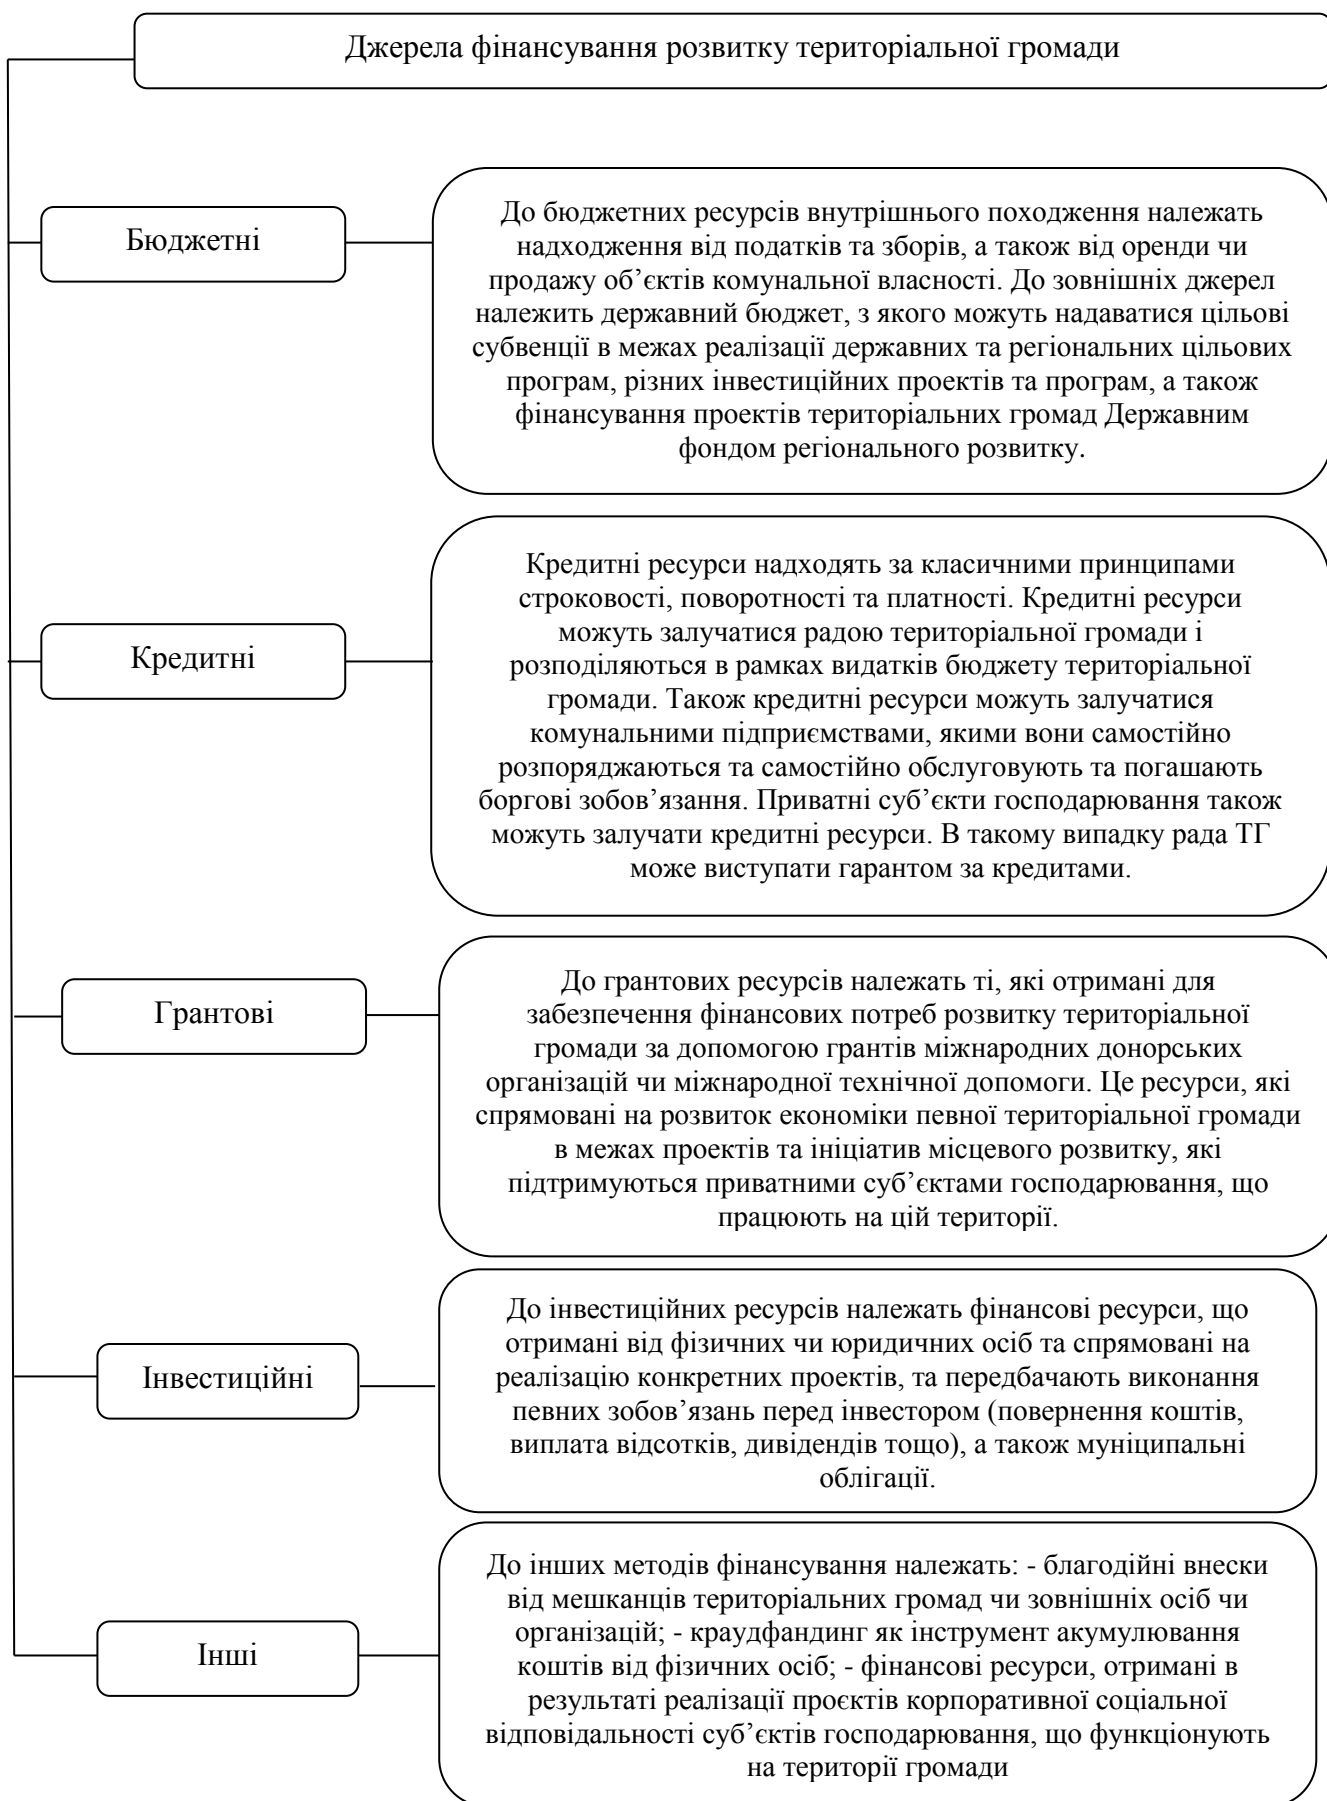 Джерела фінансування розвитку територіальної громади
Бюджетні
До бюджетних ресурсів внутрішнього походження належать
надходження від податків та зборів, а також від оренди чи
продажу об’єктів комунальної власності. До зовнішніх джерел
належить державний бюджет, з якого можуть надаватися цільові
субвенції в межах реалізації державних та регіональних цільових
програм, різних інвестиційних проектів та програм, а також
фінансування проектів територіальних громад Державним
фондом регіонального розвитку.
Кредитні
Кредитні ресурси надходять за класичними принципами
строковості, поворотності та платності. Кредитні ресурси
можуть залучатися радою територіальної громади і
розподіляються в рамках видатків бюджету територіальної
громади. Також кредитні ресурси можуть залучатися
комунальними підприємствами, якими вони самостійно
розпоряджаються та самостійно обслуговують та погашають
боргові зобов’язання. Приватні суб’єкти господарювання також
можуть залучати кредитні ресурси. В такому випадку рада ТГ
може виступати гарантом за кредитами.
Грантові
До грантових ресурсів належать ті, які отримані для
забезпечення фінансових потреб розвитку територіальної
громади за допомогою грантів міжнародних донорських
організацій чи міжнародної технічної допомоги. Це ресурси, які
спрямовані на розвиток економіки певної територіальної громади
в межах проектів та ініціатив місцевого розвитку, які
підтримуються приватними суб’єктами господарювання, що
працюють на цій території.
Інвестиційні
До інвестиційних ресурсів належать фінансові ресурси, що
отримані від фізичних чи юридичних осіб та спрямовані на
реалізацію конкретних проектів, та передбачають виконання
певних зобов’язань перед інвестором (повернення коштів,
виплата відсотків, дивідендів тощо), а також муніципальні
облігації.
Інші
До інших методів фінансування належать: - благодійні внески
від мешканців територіальних громад чи зовнішніх осіб чи
організацій; - краудфандинг як інструмент акумулювання
коштів від фізичних осіб; - фінансові ресурси, отримані в
результаті реалізації проєктів корпоративної соціальної
відповідальності суб’єктів господарювання, що функціонують
на території громади